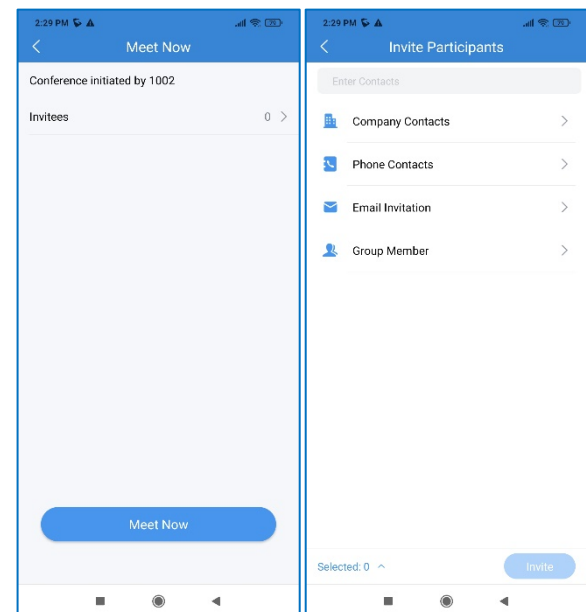 2:29 PM
Meet Now
Conference initiated by 1002
Invitees 0
Meet Now
2:29 PM
Invite Participants
Enter Contacts
Company Contacts
Phone Contacts
Email Invitation
Group Member
Selected: 0
Invite